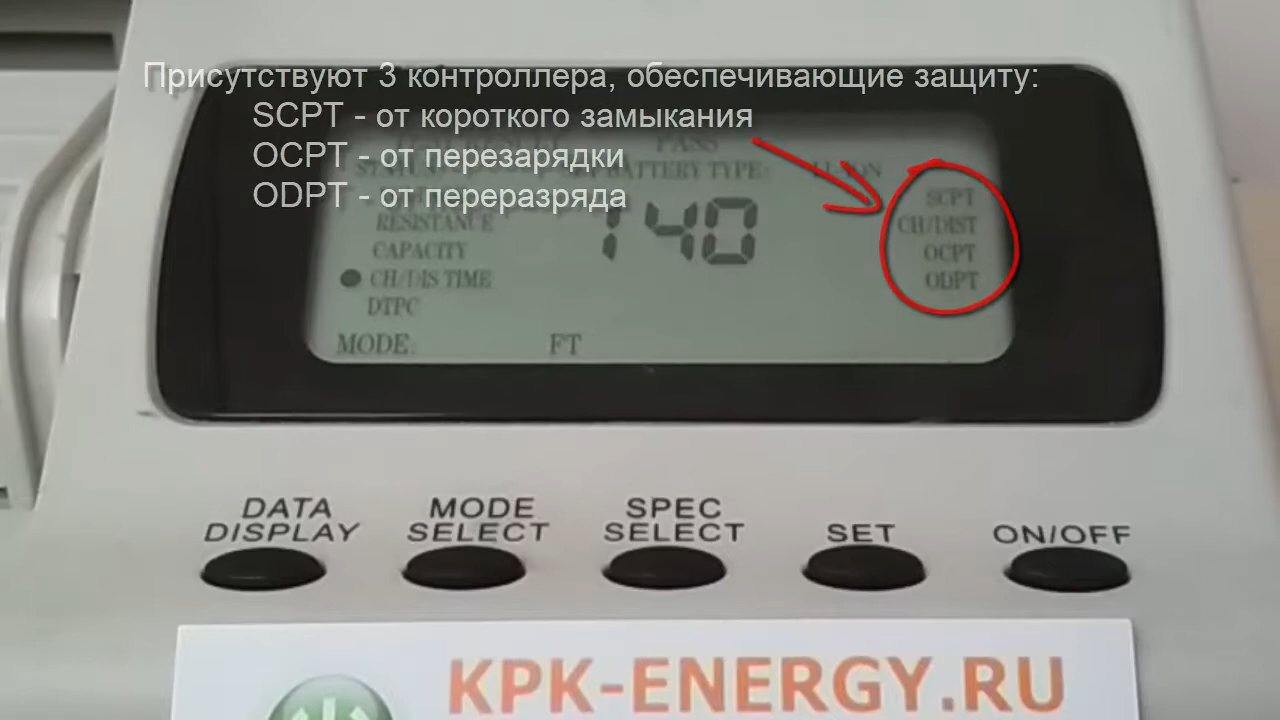 Присутствуют 3 контроллера, обеспечивающие защиту:
SCPT - от короткого замыкания
OCPT - от перезарядки
ODPT - от переразряда
PASS
STATUS
BATTERY TYPE:
LI-ION
SCPT
RESISTANCE
140
CH/DIST
CAPACITY
OCPT
CH/DIS TIME
ODPT
DTPC
MODE:
FT
DATA DISPLAY
MODE SELECT
SPEC SELECT
SET
ON/OFF
KPK-ENERGY.RU